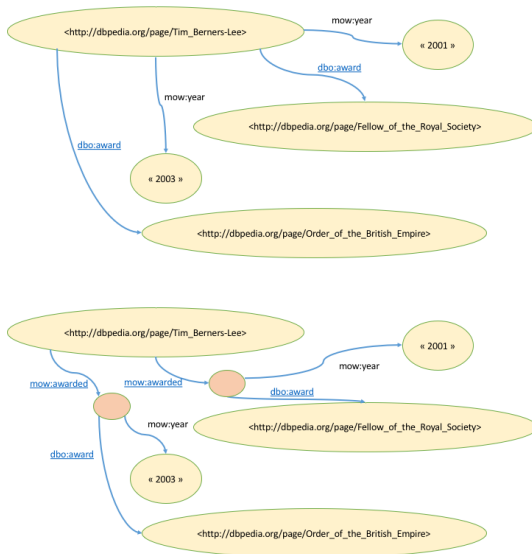 <http://dbpedia.org/page/Tim_Berners-Lee>
mow:year
« 2001 »
dbo:award
mow:year
<http://dbpedia.org/page/Fellow_of_the_Royal_Society>
dbo:award
« 2003 »
<http://dbpedia.org/page/Order_of_the_British_Empire>
<http://dbpedia.org/page/Tim_Berners-Lee>
« 2001 »
mow:year
mow:awarded
mow:awarded
dbo:award
<http://dbpedia.org/page/Fellow_of_the_Royal_Society>
mow:year
dbo:award
« 2003 »
<http://dbpedia.org/page/Order_of_the_British_Empire>